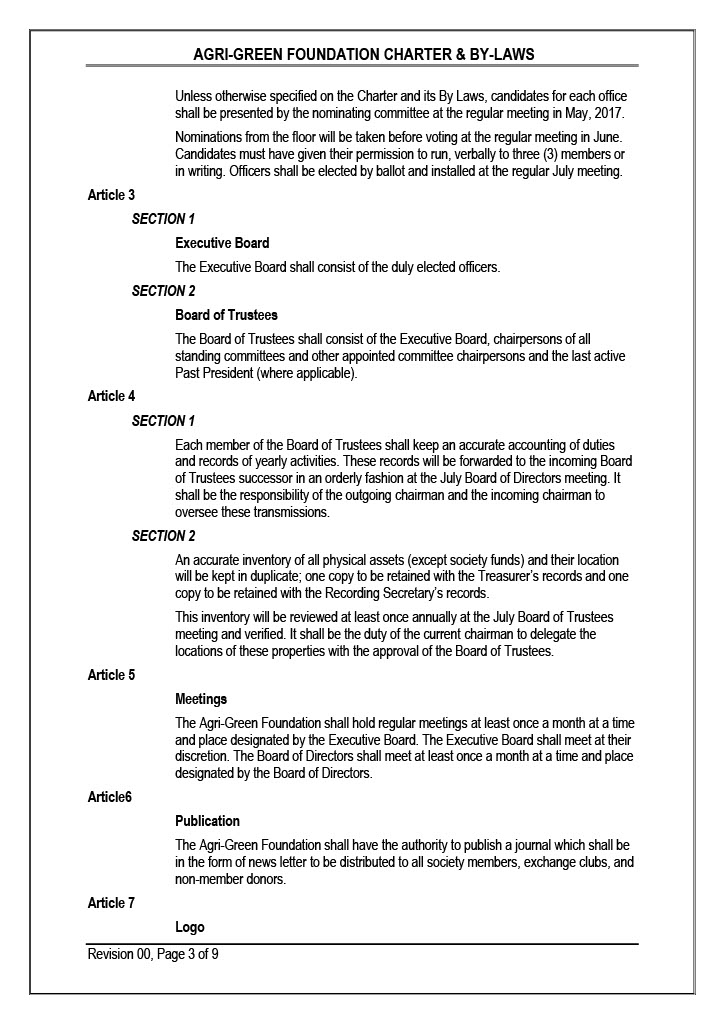 AGRI-GREEN FOUNDATION CHARTER & BY-LAWS
Unless otherwise specified on the Charter and its By Laws, candidates for each office
shall be presented by the nominating committee at the regular meeting in May, 2017.
Nominations from the floor will be taken before voting at the regular meeting in June.
Candidates must have given their permission to run, verbally to three (3) members or
in writing. Officers shall be elected by ballot and installed at the regular July meeting.
Article 3
SECTION 1
Executive Board
The Executive Board shall consist of the duly elected officers.
SECTION 2
Board of Trustees
The Board of Trustees shall consist of the Executive Board, chairpersons of all
standing committees and other appointed committee chairpersons and the last active
Past President (where applicable).
Article 4
SECTION 1
Each member of the Board of Trustees shall keep an accurate accounting of duties
and records of yearly activities. These records will be forwarded to the incoming Board
of Trustees successor in an orderly fashion at the July Board of Directors meeting. It
shall be the responsibility of the outgoing chairman and the incoming chairman to
oversee these transmissions.
SECTION 2
An accurate inventory of all physical assets (except society funds) and their location
will be kept in duplicate; one copy to be retained with the Treasurer's records and one
copy to be retained with the Recording Secretary's records.
This inventory will be reviewed at least once annually at the July Board of Trustees
meeting and verified. It shall be the duty of the current chairman to delegate the
locations of these properties with the approval of the Board of Trustees.
Article 5
Meetings
The Agri-Green Foundation shall hold regular meetings at least once a month at a time
and place designated by the Executive Board. The Executive Board shall meet at their
discretion. The Board of Directors shall meet at least once a month at a time and place
designated by the Board of Directors.
Article6
Publication
The Agri-Green Foundation shall have the authority to publish a journal which shall be
in the form of news letter to be distributed to all society members, exchange clubs, and
non-member donors.
Article 7
Logo
Revision 00, Page 3 of 9